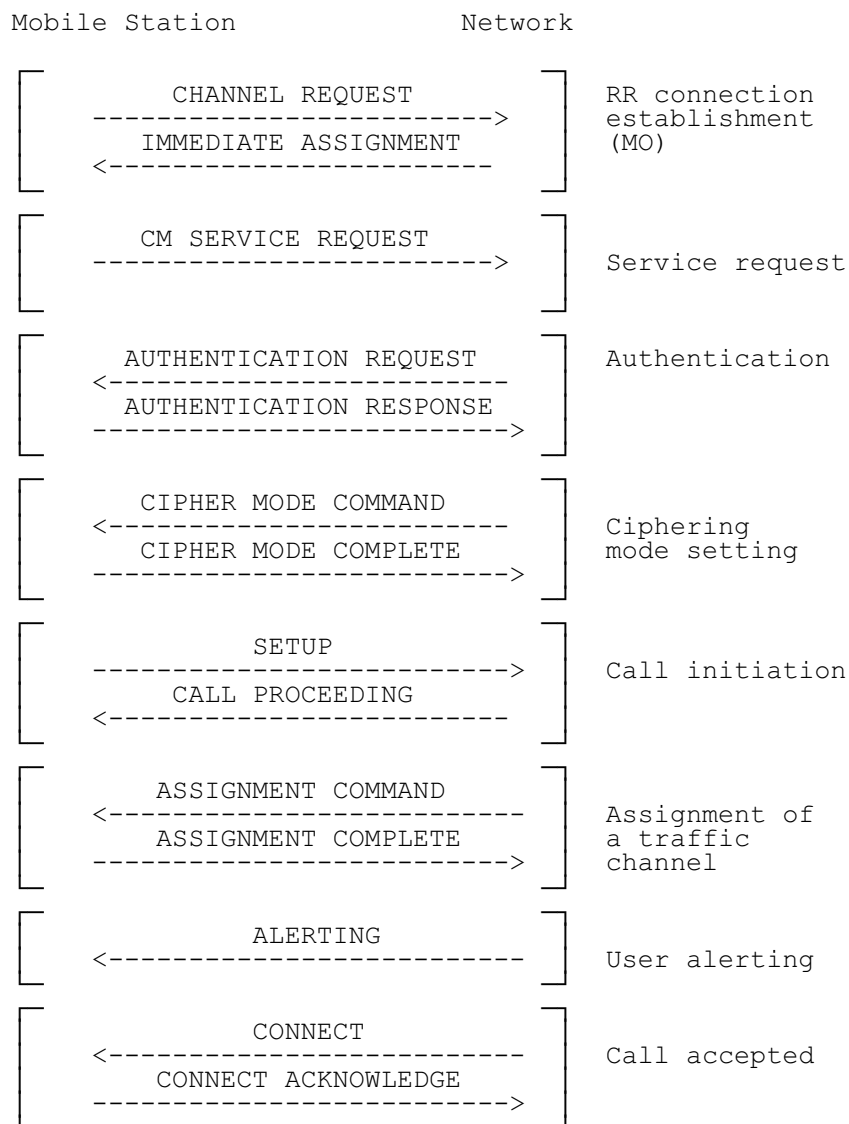 Mobile Station Network
CHANNEL REQUEST RR connection
-------------------------> establishment
IMMEDIATE ASSIGNMENT (MO)
<------------------------
CM SERVICE REQUEST
-------------------------> Service request
AUTHENTICATION REQUEST Authentication
<-------------------------
AUTHENTICATION RESPONSE
-------------------------->
CIPHER MODE COMMAND
<------------------------- Ciphering
CIPHER MODE COMPLETE mode setting
-------------------------->
SETUP
--------------------------> Call initiation
CALL PROCEEDING
<-------------------------
ASSIGNMENT COMMAND
<-------------------------- Assignment of
ASSIGNMENT COMPLETE a traffic
--------------------------> channel
ALERTING
<-------------------------- User alerting
CONNECT
<-------------------------- Call accepted
CONNECT ACKNOWLEDGE
-------------------------->